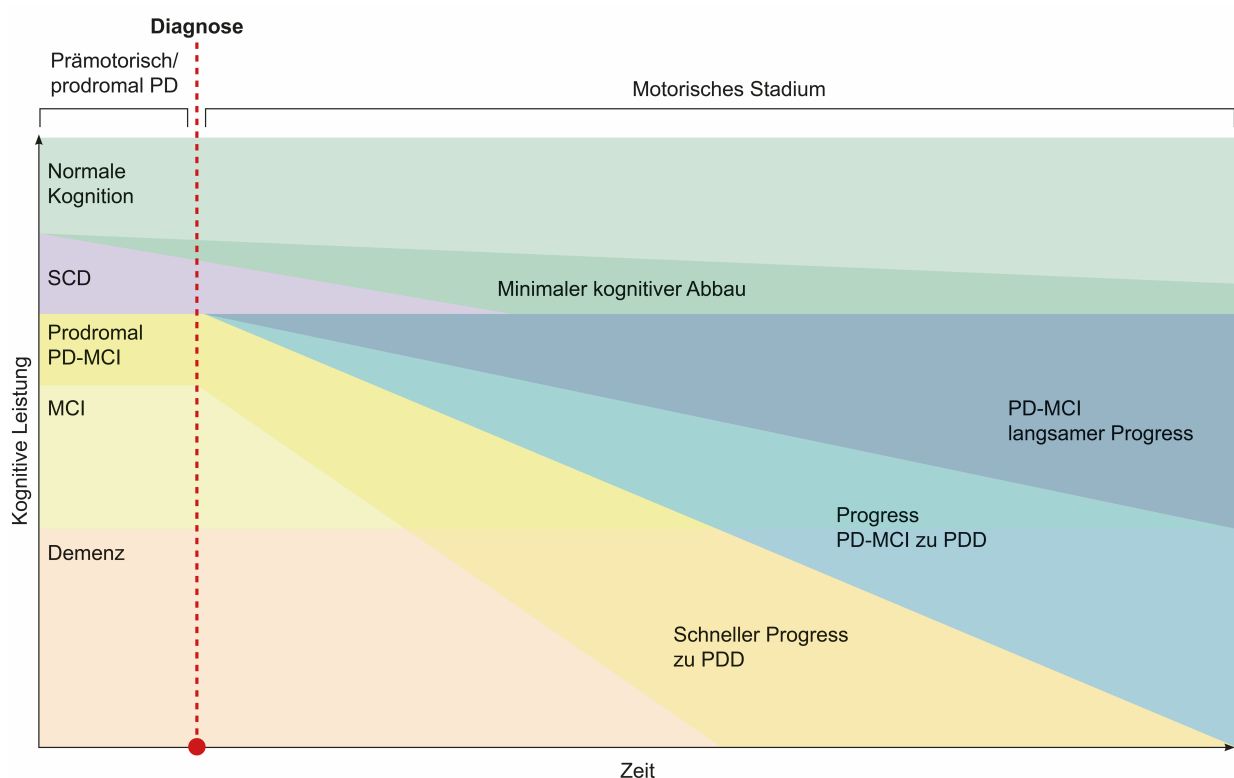 Diagnose
Prämotorisch/
prodromal PD
Motorisches Stadium
Normale
Kognition
SCD
Minimaler kognitiver Abbau
Prodromal
PD-MCI
MCI
PD-MCI
langsamer Progress
Kognitive Leistung
Progress
PD-MCI zu PDD
Demenz
Schneller Progress
zu PDD
Zeit